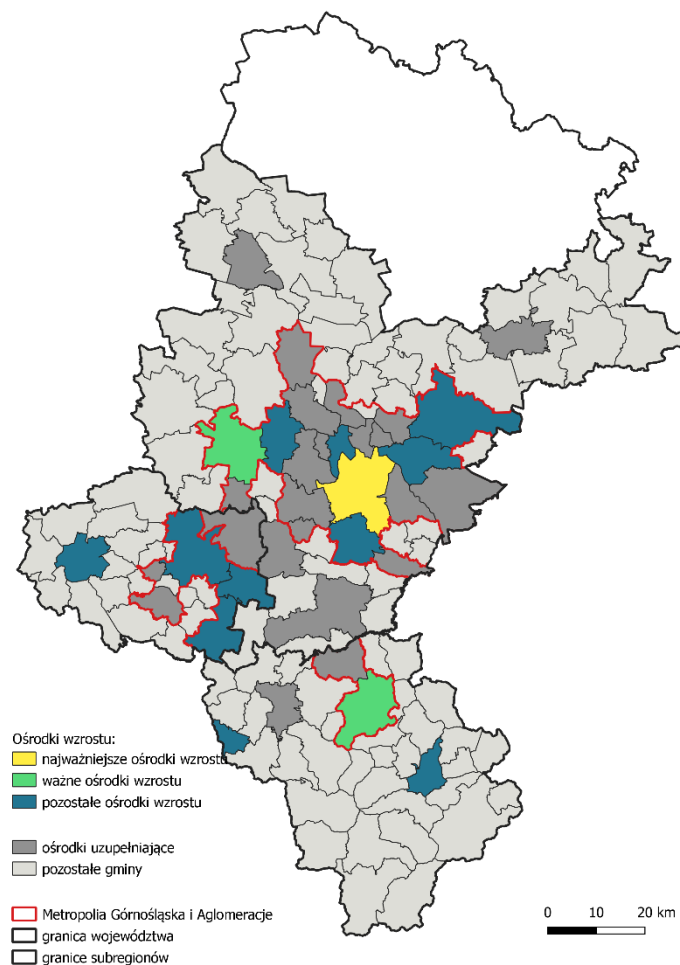 Ośrodki wzrostu:
najważniejsze ośrodki wzrostu
ważne ośrodki wzrostu
pozostałe ośrodki wzrostu
ośrodki uzupełniające
pozostałe gminy
Metropolia Górnośląska i Aglomeracje
granica województwa
granice subregionów
0 10 20 km